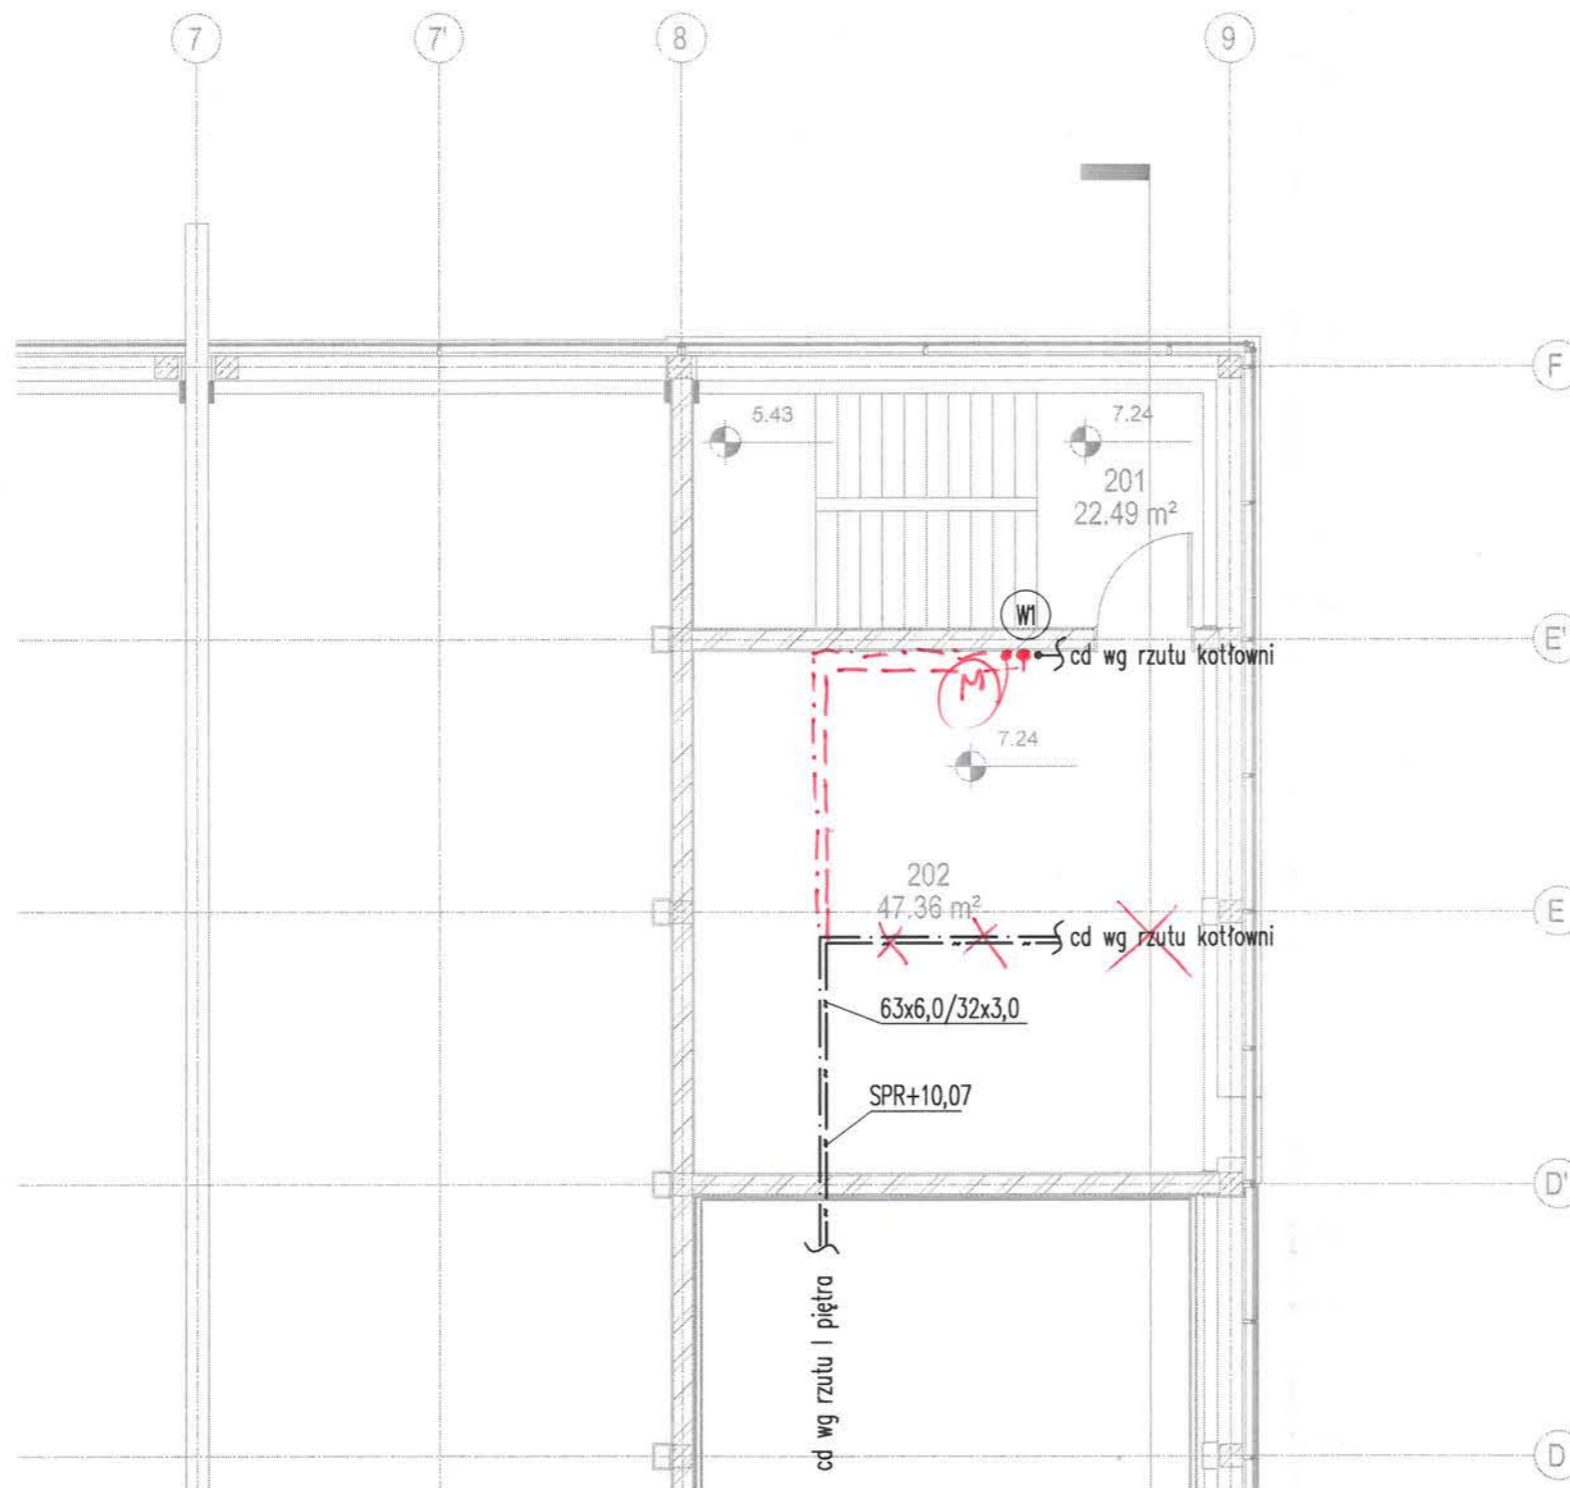 7
7'
8
9
F
5.43
7.24
201
22.49 m²
W1
E'
cd wg rzutu kotłowni
M
7.24
202
47.36 m²
E
cd wg rzutu kotłowni
63x6,0/32x3,0
SPR+10,07
D'
cd wg rzutu I piętra
D